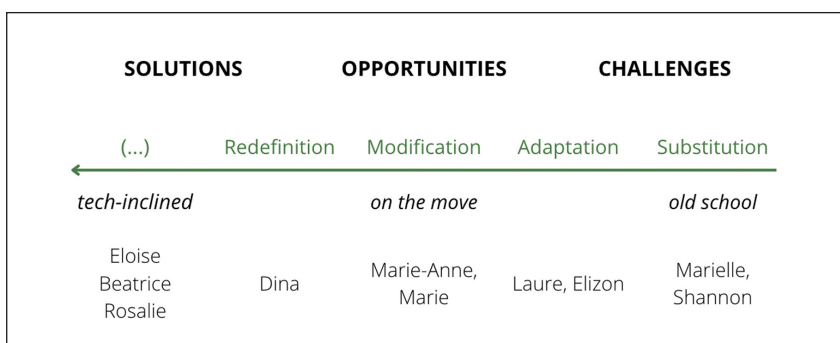 SOLUTIONS OPPORTUNITIES CHALLENGES
(...) Redefinition Modification Adaptation Substitution
tech-inclined on the move old school
Eloise
Beatrice
Rosalie
Dina
Marie-Anne,
Marie
Laure, Elizon
Marielle,
Shannon